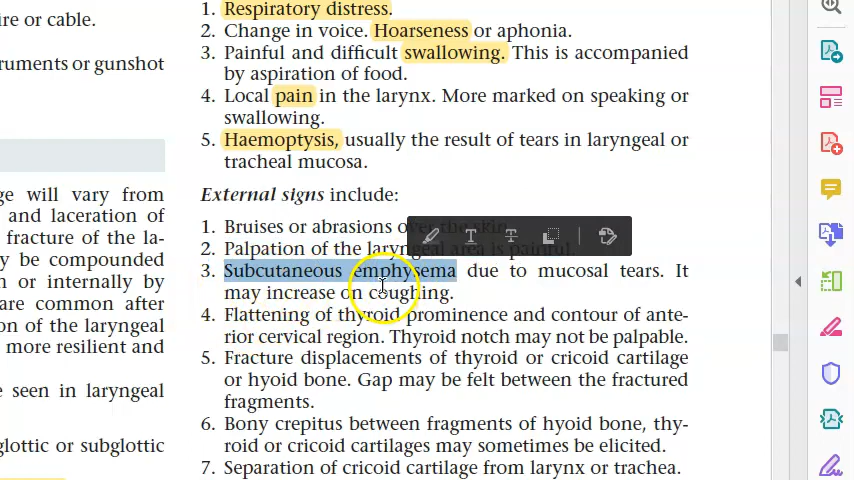 ire or cable.
ruments or gunshot
ge will vary from
and laceration of
fracture of the la-
y be compounded
n or internally by
are common after
on of the laryngeal
more resilient and
e seen in laryngeal
glottic or subglottic
1. Respiratory distress.
2. Change in voice. Hoarseness or aphonia.
3. Painful and difficult swallowing. This is accompanied
by aspiration of food.
4. Local pain in the larynx. More marked on speaking or
swallowing.
5. Haemoptysis, usually the result of tears in laryngeal or
tracheal mucosa.
External signs include:
1. Bruises or abrasions over the skin.
2. Palpation of the laryngeal area is painful.
3. Subcutaneous emphysema due to mucosal tears. It
may increase on coughing.
4. Flattening of thyroid prominence and contour of ante-
rior cervical region. Thyroid notch may not be palpable.
5. Fracture displacements of thyroid or cricoid cartilage
or hyoid bone. Gap may be felt between the fractured
fragments.
6. Bony crepitus between fragments of hyoid bone, thy-
roid or cricoid cartilages may sometimes be elicited.
7. Separation of cricoid cartilage from larynx or trachea.